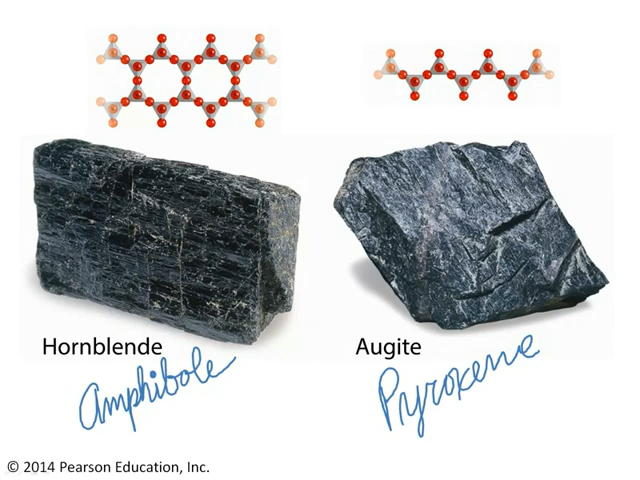 Hornblende
Augite
Amphibole
Pyroxene
© 2014 Pearson Education, Inc.